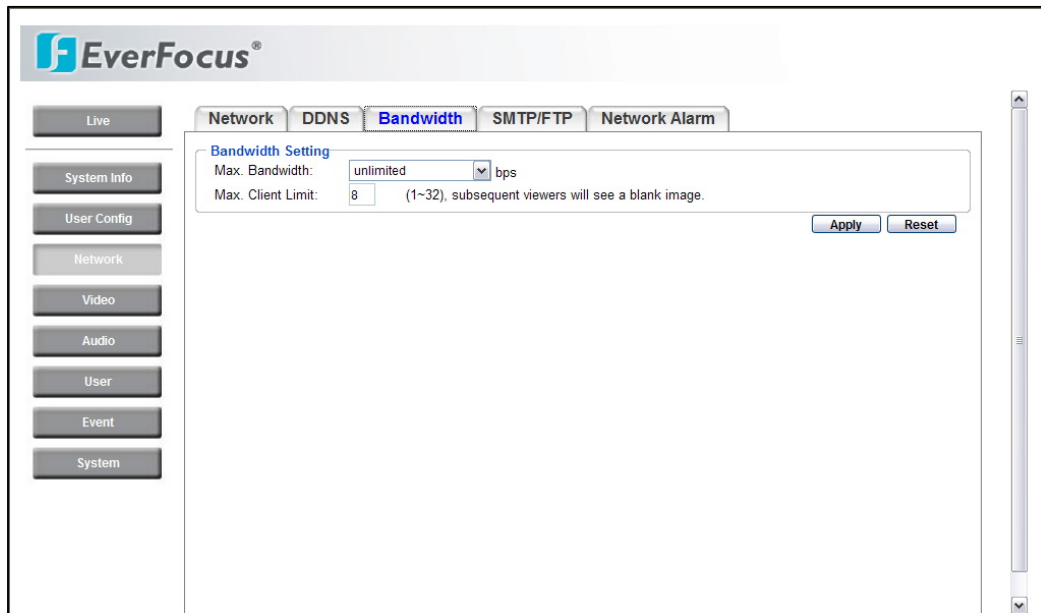 EverFocus®
Live
System Info
User Config
Network
Video
Audio
User
Event
System
Network DDNS Bandwidth SMTP/FTP Network Alarm
Bandwidth Setting
Max. Bandwidth: unlimited bps
Max. Client Limit: 8 (1~32), subsequent viewers will see a blank image.
Apply Reset